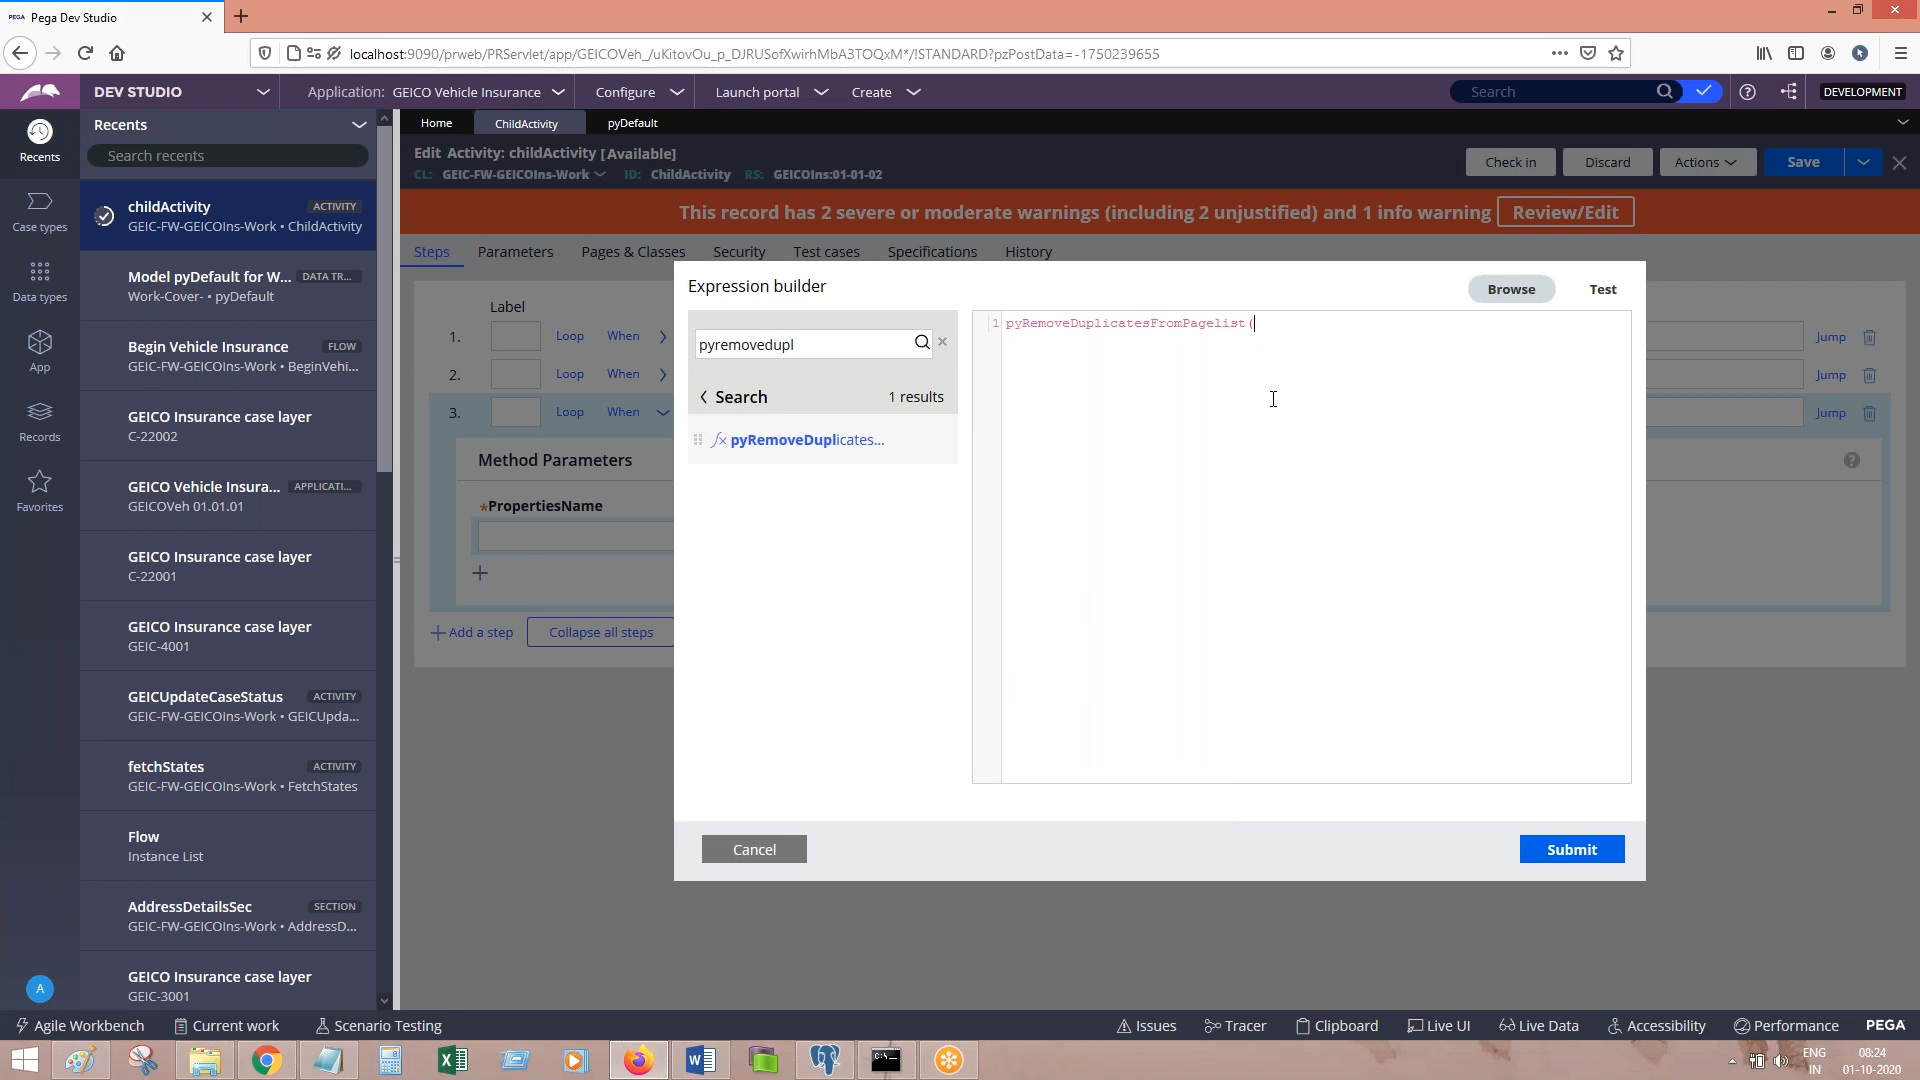 PEGA Pega Dev Studio
localhost:9090/prweb/PRServlet/app/GEICOVeh_/uKitovOu_p_DJRUSofXwirhMbA3TOQxM*/!STANDARD?pzPostData=-1750239655
DEV STUDIO
Application: GEICO Vehicle Insurance
Configure
Launch portal
Create
Search
DEVELOPMENT
Recents
Search recents
Recents
Case types
Data types
App
Records
Favorites
A
childActivity ACTIVITY
GEIC-FW-GEICOIns-Work • ChildActivity
Model pyDefault for W... DATA TR...
Work-Cover- • pyDefault
Begin Vehicle Insurance FLOW
GEIC-FW-GEICOIns-Work • BeginVehi...
GEICO Insurance case layer
C-22002
GEICO Vehicle Insura... APPLICATI...
GEICOVeh 01.01.01
GEICO Insurance case layer
C-22001
GEICO Insurance case layer
GEIC-4001
GEICUpdateCaseStatus ACTIVITY
GEIC-FW-GEICOIns-Work • GEICUpda...
fetchStates ACTIVITY
GEIC-FW-GEICOIns-Work • FetchStates
Flow
Instance List
AddressDetailsSec SECTION
GEIC-FW-GEICOIns-Work • AddressD...
GEICO Insurance case layer
GEIC-3001
Home ChildActivity pyDefault
Edit Activity: childActivity [Available]
CL: GEIC-FW-GEICOIns-Work ID: ChildActivity RS: GEICOIns:01-01-02
Check in Discard Actions Save
This record has 2 severe or moderate warnings (including 2 unjustified) and 1 info warning Review/Edit
Steps Parameters Pages & Classes Security Test cases Specifications History
Label
1. Loop When Jump
2. Loop When Jump
3. Loop When Jump
Method Parameters
*PropertiesName
+ Add a step Collapse all steps
Expression builder
Browse Test
pyremovedupl
Search 1 results
fx pyRemoveDuplicates...
1 pyRemoveDuplicatesFromPagelist(
Cancel Submit
Agile Workbench Current work Scenario Testing Issues Tracer Clipboard Live UI Live Data Accessibility Performance PEGA
ENG
IN
08:24
01-10-2020